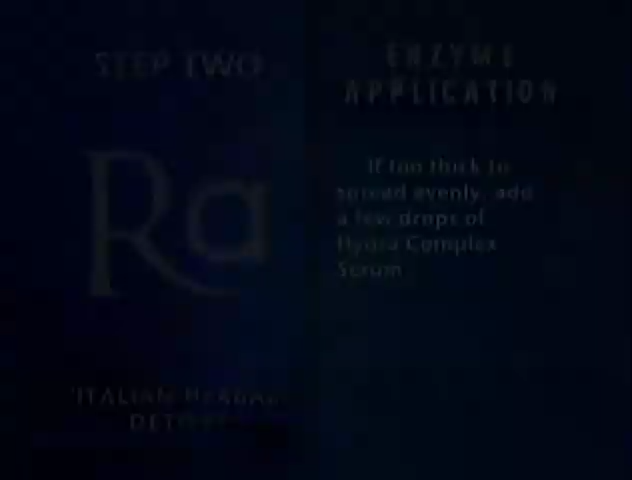 STEP TWO
Ra
ITALIAN HERBAL
ENZYME
APPLICATION
If too thick to
spread evenly, add
a few drops of
Hydra Complex
Serum